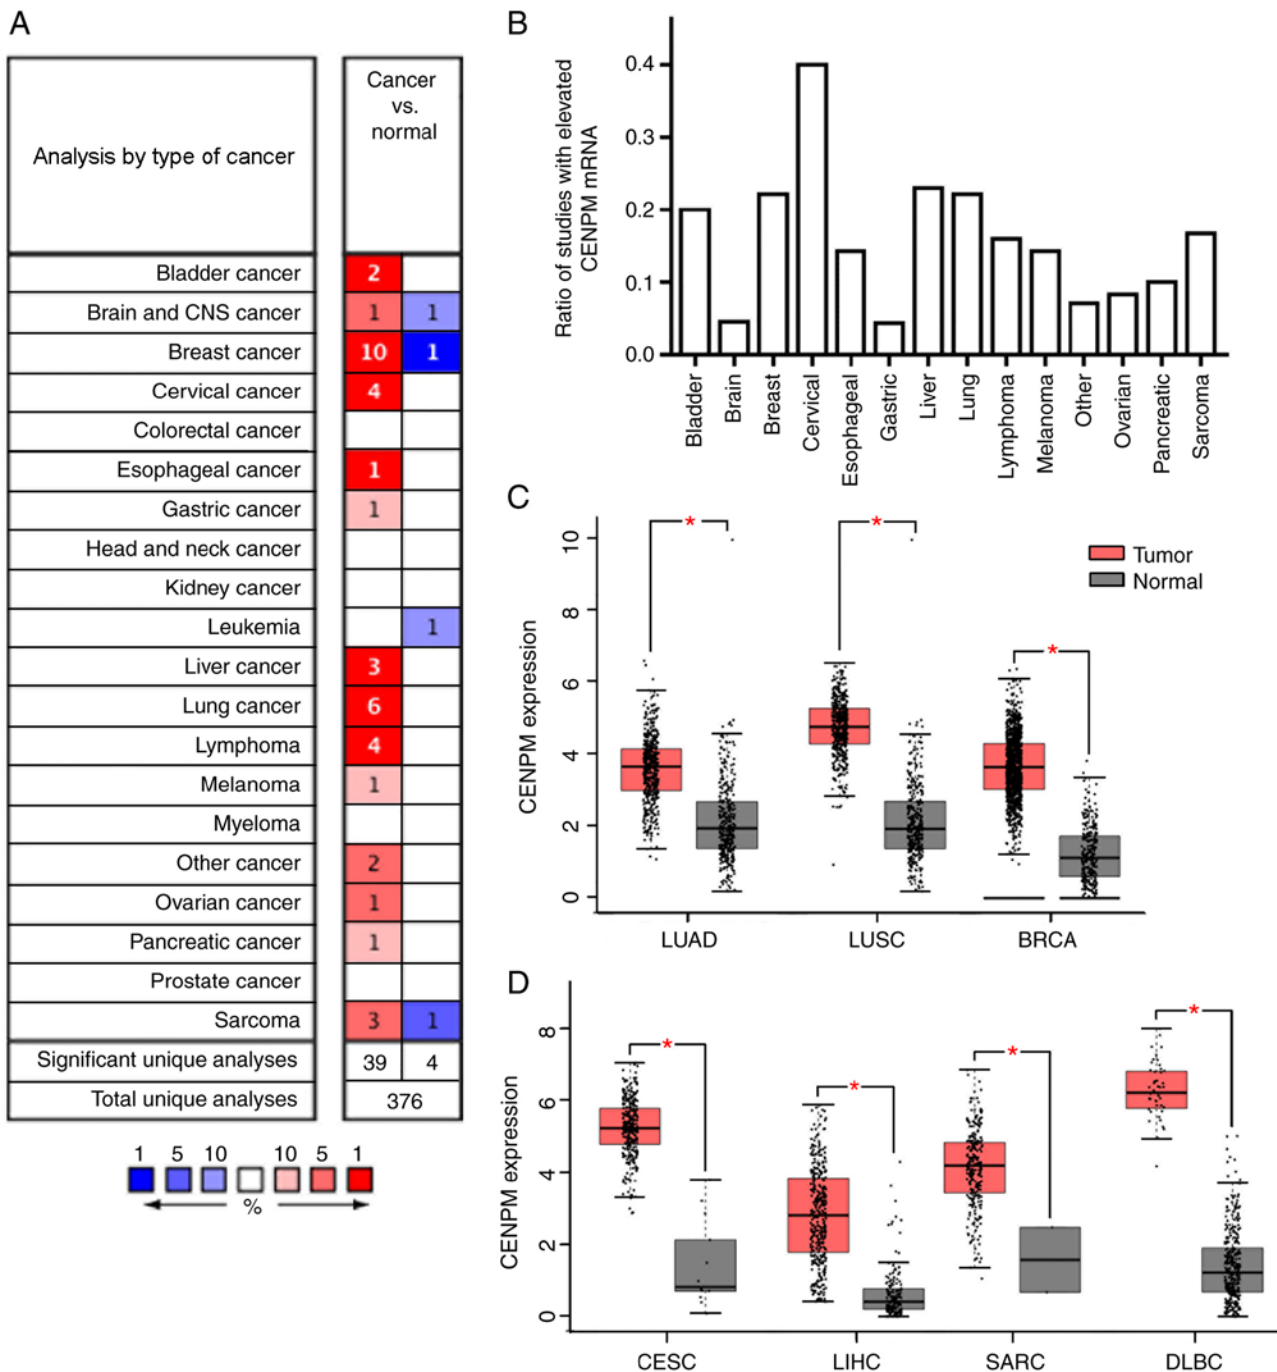 A
Analysis by type of cancer
Cancer
vs.
normal
Bladder cancer 2
Brain and CNS cancer 1 1
Breast cancer 10 1
Cervical cancer 4
Colorectal cancer
Esophageal cancer 1
Gastric cancer 1
Head and neck cancer
Kidney cancer
Leukemia 1
Liver cancer 3
Lung cancer 6
Lymphoma 4
Melanoma 1
Myeloma
Other cancer 2
Ovarian cancer 1
Pancreatic cancer 1
Prostate cancer
Sarcoma 3 1
Significant unique analyses 39 4
Total unique analyses 376
1 5 10 10 5 1
%
B
Ratio of studies with elevated
CENPM mRNA
0.4
0.3
0.2
0.1
0.0
Bladder
Brain
Breast
Cervical
Esophageal
Gastric
Liver
Lung
Lymphoma
Melanoma
Other
Ovarian
Pancreatic
Sarcoma
C
CENPM expression
10
8
6
4
2
0
* * *
Tumor
Normal
LUAD LUSC BRCA
D
CENPM expression
8
6
4
2
0
* * * *
CESC LIHC SARC DLBC